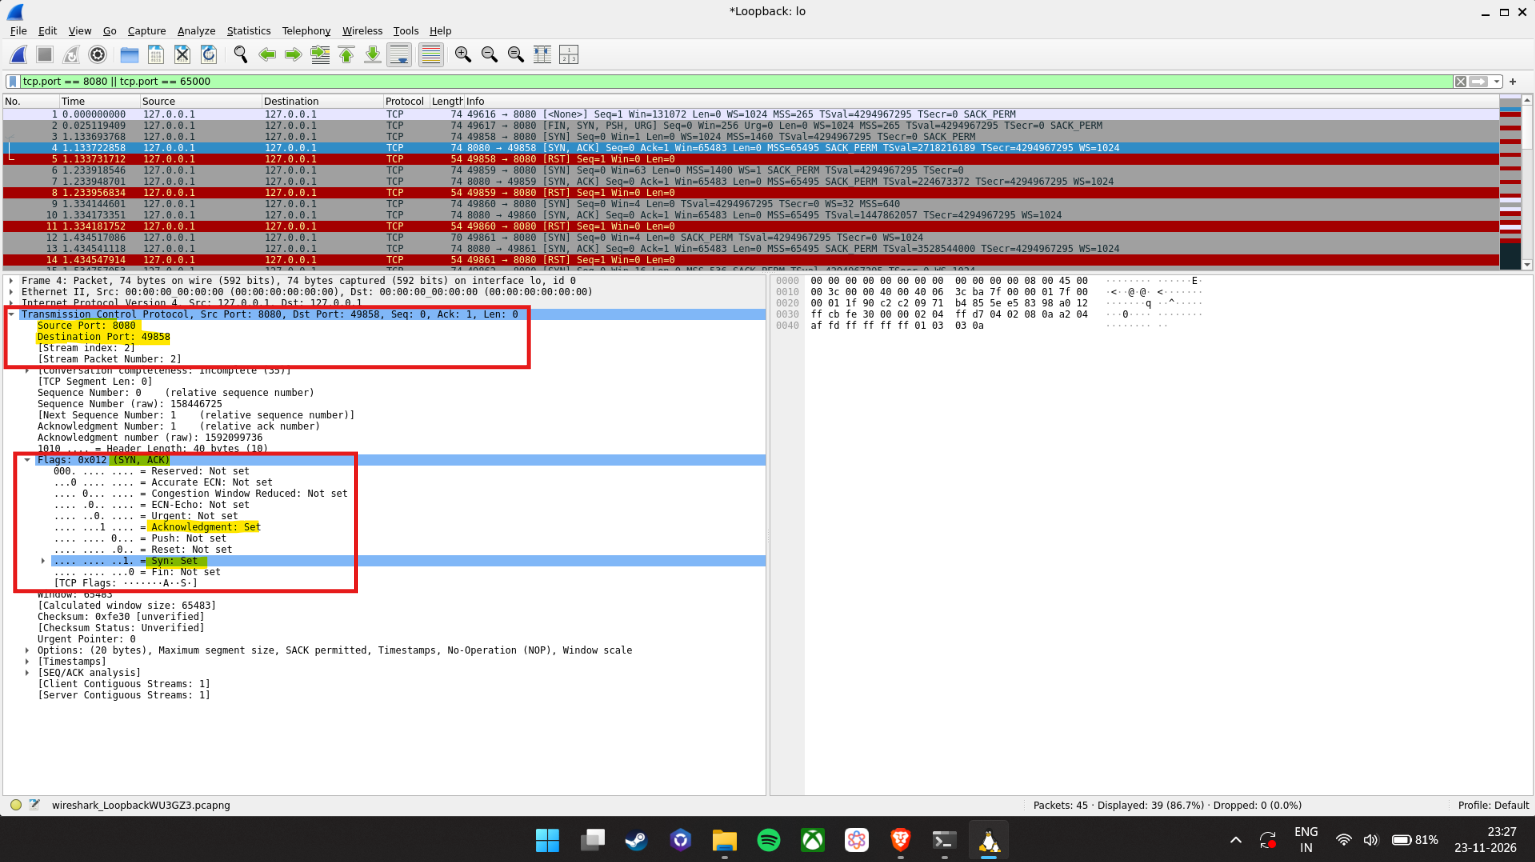 *Loopback: lo
File Edit View Go Capture Analyze Statistics Telephony Wireless Tools Help
tcp.port == 8080 || tcp.port == 65000
No. Time Source Destination Protocol Length Info
1 0.000000000 127.0.0.1 127.0.0.1 TCP 74 49616 → 8080 [<None>] Seq=1 Win=131072 Len=0 WS=1024 MSS=265 TSval=4294967295 TSecr=0 SACK_PERM
2 0.025119409 127.0.0.1 127.0.0.1 TCP 74 49617 → 8080 [FIN, SYN, PSH, URG] Seq=0 Win=256 Urg=0 Len=0 WS=1024 MSS=265 TSval=4294967295 TSecr=0 SACK_PERM
3 1.133693768 127.0.0.1 127.0.0.1 TCP 74 49858 → 8080 [SYN] Seq=0 Win=1 Len=0 WS=1024 MSS=1460 TSval=4294967295 TSecr=0 SACK_PERM
4 1.133722858 127.0.0.1 127.0.0.1 TCP 74 8080 → 49858 [SYN, ACK] Seq=0 Ack=1 Win=65483 Len=0 MSS=65495 SACK_PERM TSval=2718216189 TSecr=4294967295 WS=1024
5 1.133731712 127.0.0.1 127.0.0.1 TCP 54 49858 → 8080 [RST] Seq=1 Win=0 Len=0
6 1.233918546 127.0.0.1 127.0.0.1 TCP 74 49859 → 8080 [SYN] Seq=0 Win=63 Len=0 MSS=1400 WS=1 SACK_PERM TSval=4294967295 TSecr=0
7 1.233948701 127.0.0.1 127.0.0.1 TCP 74 8080 → 49859 [SYN, ACK] Seq=0 Ack=1 Win=65483 Len=0 MSS=65495 SACK_PERM TSval=224673372 TSecr=4294967295 WS=1024
8 1.233956834 127.0.0.1 127.0.0.1 TCP 54 49859 → 8080 [RST] Seq=1 Win=0 Len=0
9 1.334144601 127.0.0.1 127.0.0.1 TCP 74 49860 → 8080 [SYN] Seq=0 Win=4 Len=0 TSval=4294967295 TSecr=0 WS=32 MSS=640
10 1.334173351 127.0.0.1 127.0.0.1 TCP 74 8080 → 49860 [SYN, ACK] Seq=0 Ack=1 Win=65483 Len=0 MSS=65495 TSval=1447862057 TSecr=4294967295 WS=1024
11 1.334181752 127.0.0.1 127.0.0.1 TCP 54 49860 → 8080 [RST] Seq=1 Win=0 Len=0
12 1.434517086 127.0.0.1 127.0.0.1 TCP 70 49861 → 8080 [SYN] Seq=0 Win=4 Len=0 SACK_PERM TSval=4294967295 TSecr=0 WS=1024
13 1.434541118 127.0.0.1 127.0.0.1 TCP 74 8080 → 49861 [SYN, ACK] Seq=0 Ack=1 Win=65483 Len=0 MSS=65495 SACK_PERM TSval=3528544000 TSecr=4294967295 WS=1024
14 1.434547914 127.0.0.1 127.0.0.1 TCP 54 49861 → 8080 [RST] Seq=1 Win=0 Len=0
Frame 4: Packet, 74 bytes on wire (592 bits), 74 bytes captured (592 bits) on interface lo, id 0
Ethernet II, Src: 00:00:00_00:00:00 (00:00:00:00:00:00), Dst: 00:00:00_00:00:00 (00:00:00:00:00:00)
Internet Protocol Version 4, Src: 127.0.0.1, Dst: 127.0.0.1
Transmission Control Protocol, Src Port: 8080, Dst Port: 49858, Seq: 0, Ack: 1, Len: 0
Source Port: 8080
Destination Port: 49858
[Stream index: 2]
[Stream Packet Number: 2]
[Conversation completeness: Incomplete (35)]
[TCP Segment Len: 0]
Sequence Number: 0 (relative sequence number)
Sequence Number (raw): 158446725
[Next Sequence Number: 1 (relative sequence number)]
Acknowledgment Number: 1 (relative ack number)
Acknowledgment number (raw): 1592099736
1010 .... = Header Length: 40 bytes (10)
Flags: 0x012 (SYN, ACK)
000. .... .... = Reserved: Not set
...0 .... .... = Accurate ECN: Not set
.... 0... .... = Congestion Window Reduced: Not set
.... .0.. .... = ECN-Echo: Not set
.... ..0. .... = Urgent: Not set
.... ...1 .... = Acknowledgment: Set
.... .... 0... = Push: Not set
.... .... .0.. = Reset: Not set
.... .... ..1. = Syn: Set
.... .... ...0 = Fin: Not set
[TCP Flags: ·······A··S·]
Window: 65483
[Calculated window size: 65483]
Checksum: 0xfe30 [unverified]
[Checksum Status: Unverified]
Urgent Pointer: 0
Options: (20 bytes), Maximum segment size, SACK permitted, Timestamps, No-Operation (NOP), Window scale
[Timestamps]
[SEQ/ACK analysis]
[Client Contiguous Streams: 1]
[Server Contiguous Streams: 1]
0000 00 00 00 00 00 00 00 00 00 00 00 00 08 00 45 00 ········ ······E·
0010 00 3c 00 00 40 00 40 06 3c ba 7f 00 00 01 7f 00 ·<··@·@· <·······
0020 00 01 1f 90 c2 c2 09 71 b4 85 5e e5 83 98 a0 12 ·······q ··^·····
0030 ff cb fe 30 00 00 02 04 ff d7 04 02 08 0a a2 04 ···0···· ········
0040 af fd ff ff ff ff 01 03 03 0a ········ ··
wireshark_LoopbackWU3GZ3.pcapng
Packets: 45 · Displayed: 39 (86.7%) · Dropped: 0 (0.0%)
Profile: Default
ENG
IN
81%
23:27
23-11-2026